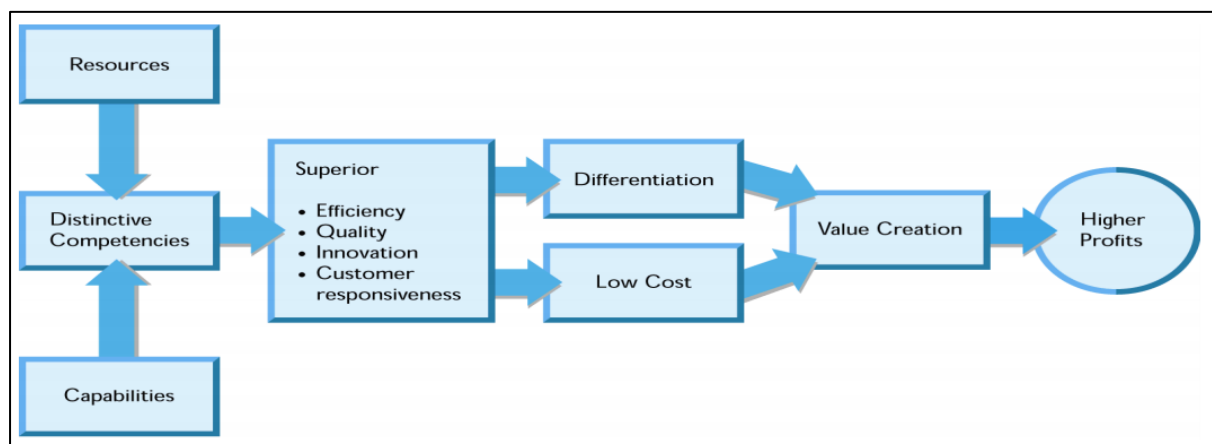 Resources
Distinctive
Competencies
Capabilities
Superior
• Efficiency
• Quality
• Innovation
• Customer
responsiveness
Differentiation
Low Cost
Value Creation
Higher
Profits